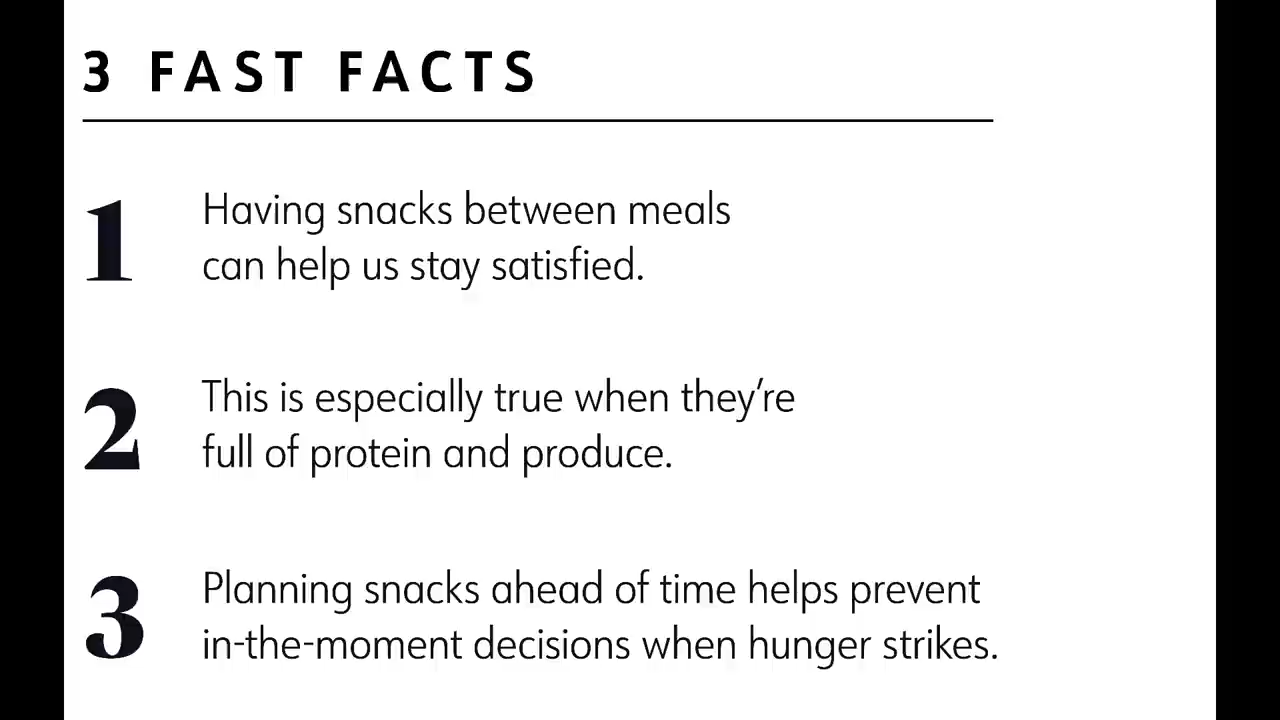 3 FAST FACTS
1
Having snacks between meals
can help us stay satisfied.
2
This is especially true when they’re
full of protein and produce.
3
Planning snacks ahead of time helps prevent
in-the-moment decisions when hunger strikes.